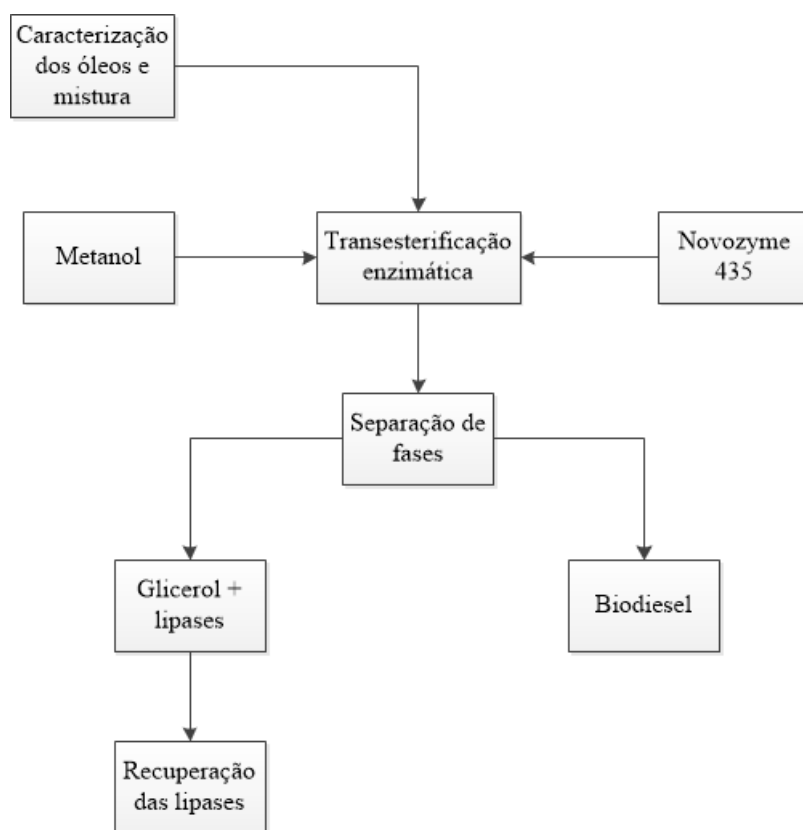 Caracterização
dos óleos e
mistura
Metanol
Transesterificação
enzimática
Novozyme
435
Separação de
fases
Glicerol +
lipases
Biodiesel
Recuperação
das lipases